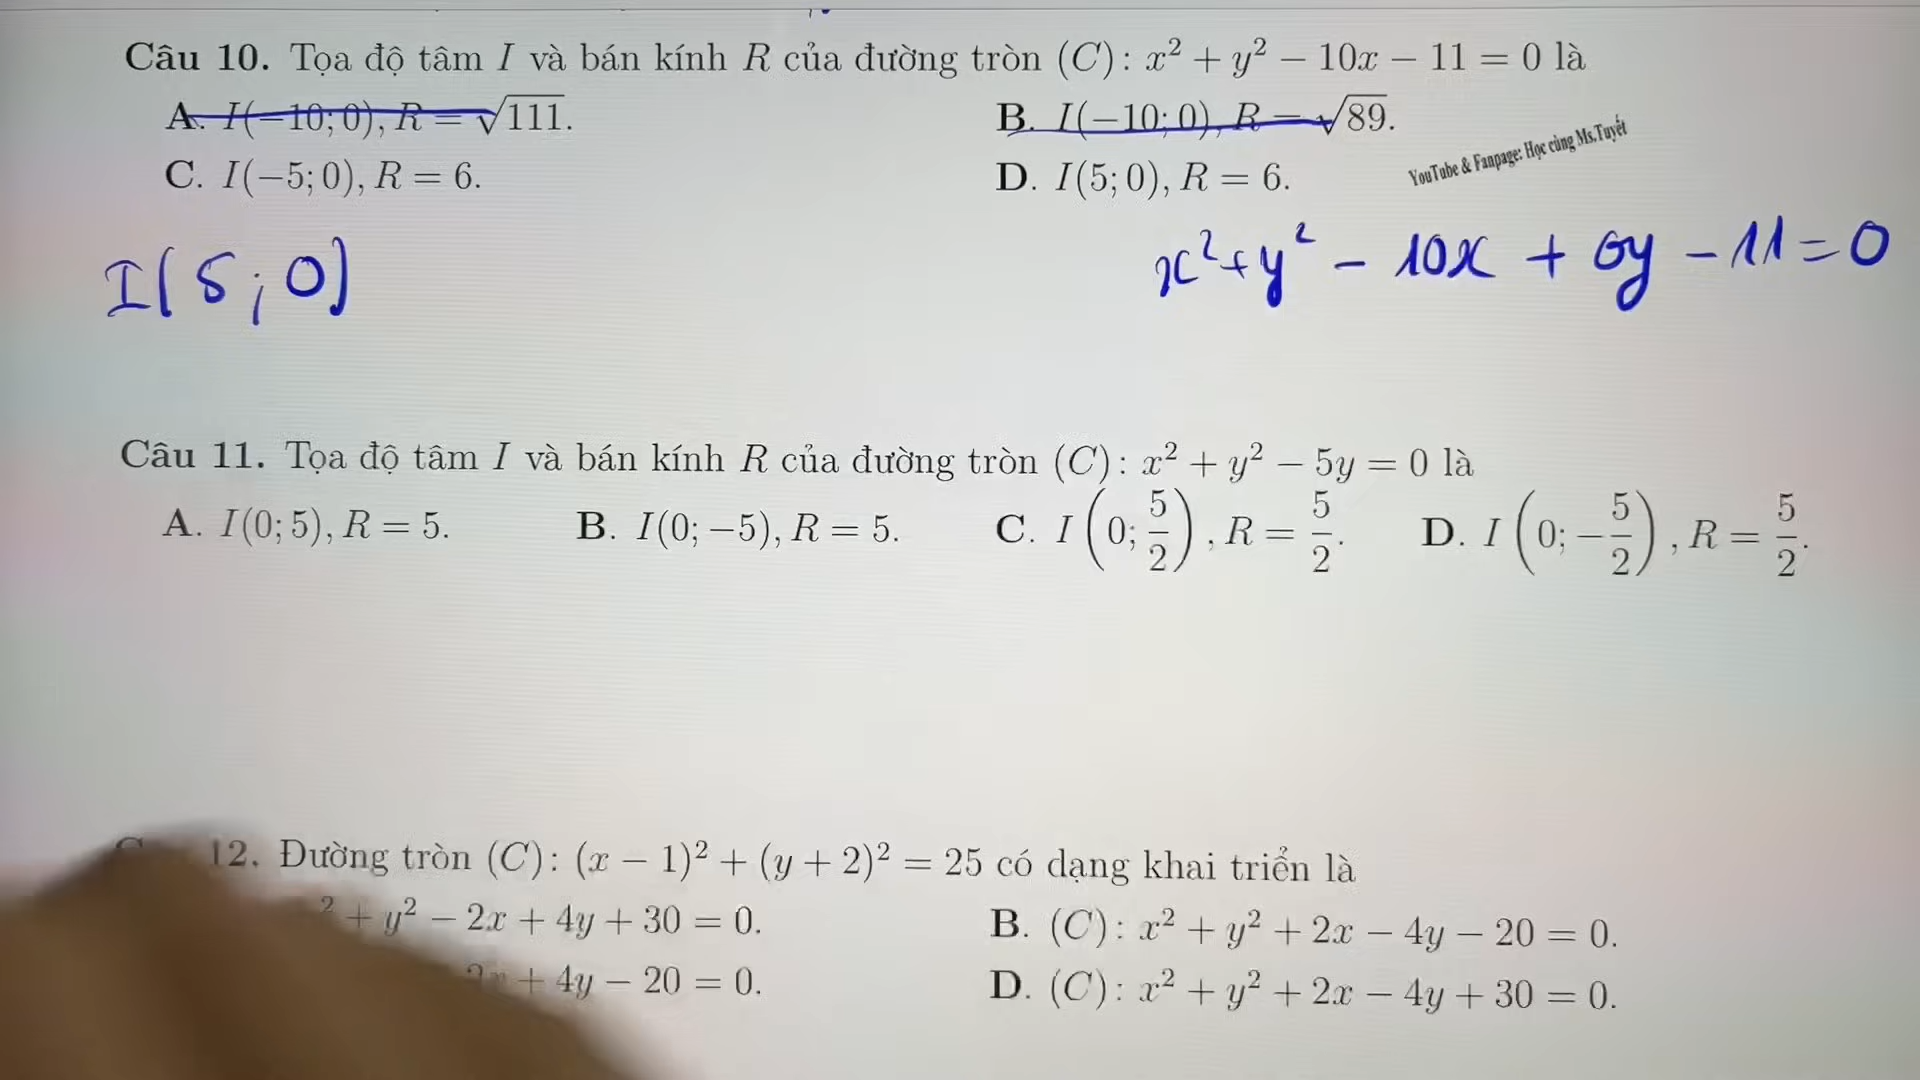 Câu 10. Tọa độ tâm I và bán kính R của đường tròn (C): x² + y² − 10x − 11 = 0 là
A. I(−10; 0), R = √111.
B. I(−10; 0), R = √89.
C. I(−5; 0), R = 6.
D. I(5; 0), R = 6.
YouTube & Fanpage: Học cùng Ms.Tuyết
I(5; 0)
x² + y² − 10x + 0y − 11 = 0
Câu 11. Tọa độ tâm I và bán kính R của đường tròn (C): x² + y² − 5y = 0 là
A. I(0; 5), R = 5.
B. I(0; −5), R = 5.
C. I(0; 5/2), R = 5/2.
D. I(0; −5/2), R = 5/2.
12. Đường tròn (C): (x − 1)² + (y + 2)² = 25 có dạng khai triển là
² + y² − 2x + 4y + 30 = 0.
B. (C): x² + y² + 2x − 4y − 20 = 0.
+ 4y − 20 = 0.
D. (C): x² + y² + 2x − 4y + 30 = 0.